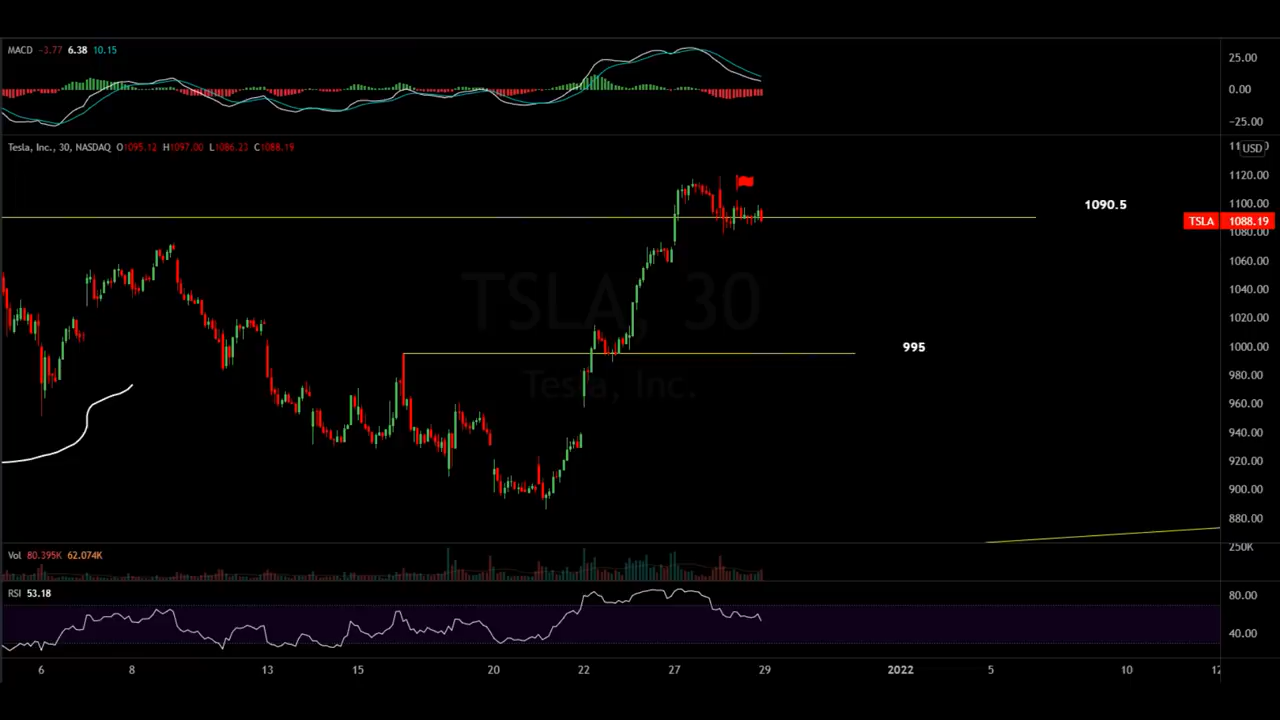 MACD -3.77 6.38 10.15
25.00
0.00
-25.00
Tesla, Inc., 30, NASDAQ O1095.12 H1097.00 L1086.23 C1088.19
USD
1120.00
1090.5
1100.00
TSLA 1088.19
1080.00
1060.00
1040.00
TSLA, 30
1020.00
995
1000.00
Tesla, Inc.
980.00
960.00
940.00
920.00
900.00
880.00
Vol 80.395K 62.074K
250K
RSI 53.18
80.00
40.00
6 8 13 15 20 22 27 29 2022 5 10 12